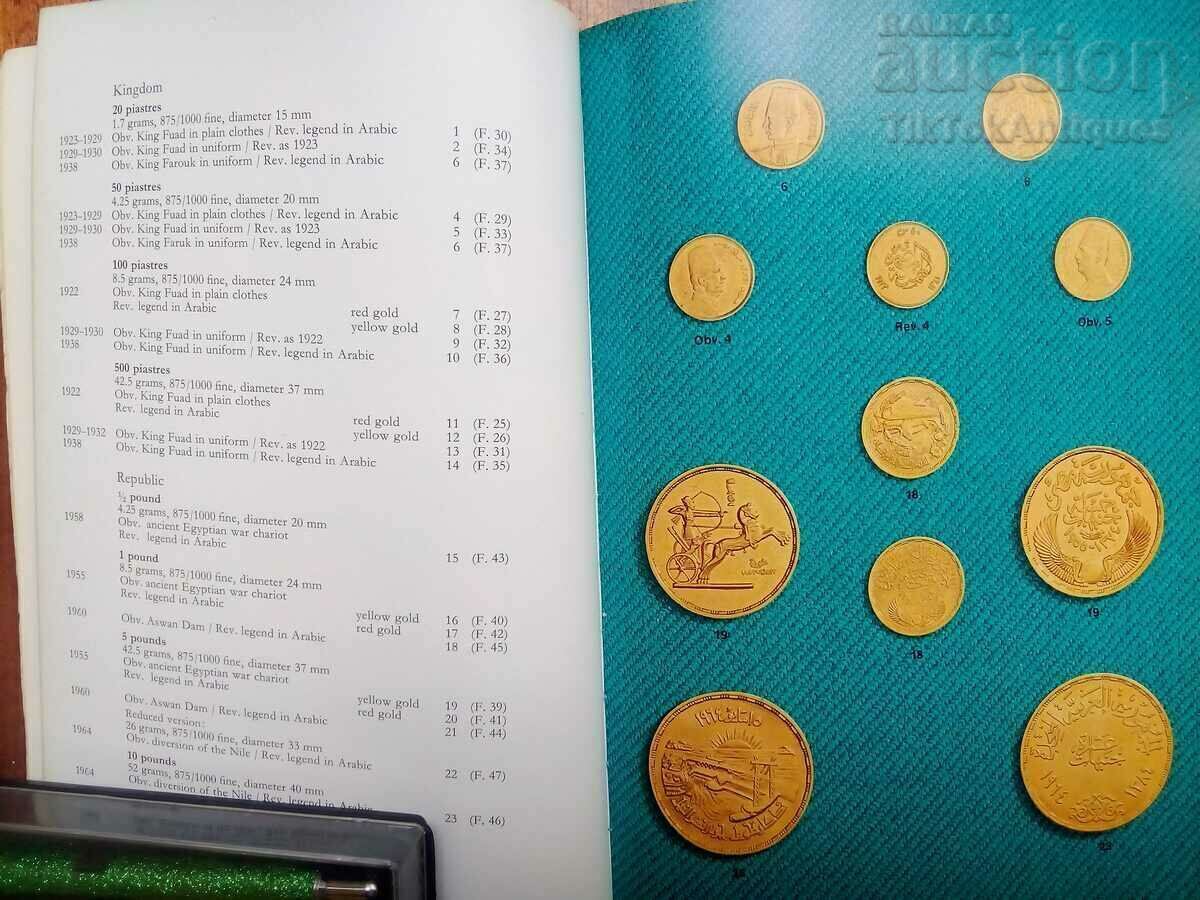 Kingdom
20 piastres
1.7 grams, 875/1000 fine, diameter 15 mm
1923–1929 Obv. King Fuad in plain clothes / Rev. legend in Arabic 1 (F. 30)
1929–1930 Obv. King Fuad in uniform / Rev. as 1923 2 (F. 34)
1938 Obv. King Farouk in uniform / Rev. legend in Arabic 6 (F. 37)
50 piastres
4.25 grams, 875/1000 fine, diameter 20 mm
1923–1929 Obv. King Fuad in plain clothes / Rev. legend in Arabic 4 (F. 29)
1929–1930 Obv. King Fuad in uniform / Rev. as 1923 5 (F. 33)
1938 Obv. King Faruk in uniform / Rev. legend in Arabic 6 (F. 37)
100 piastres
8.5 grams, 875/1000 fine, diameter 24 mm
1922 Obv. King Fuad in plain clothes
Rev. legend in Arabic red gold 7 (F. 27)
yellow gold 8 (F. 28)
1929–1930 Obv. King Fuad in uniform / Rev. as 1922 9 (F. 32)
1938 Obv. King Fuad in uniform / Rev. legend in Arabic 10 (F. 36)
500 piastres
42.5 grams, 875/1000 fine, diameter 37 mm
1922 Obv. King Fuad in plain clothes
Rev. legend in Arabic red gold 11 (F. 25)
yellow gold 12 (F. 26)
1929–1932 Obv. King Fuad in uniform / Rev. as 1922 13 (F. 31)
1938 Obv. King Fuad in uniform / Rev. legend in Arabic 14 (F. 35)
Republic
½ pound
4.25 grams, 875/1000 fine, diameter 20 mm
1958 Obv. ancient Egyptian war chariot
Rev. legend in Arabic 15 (F. 43)
1 pound
8.5 grams, 875/1000 fine, diameter 24 mm
1955 Obv. ancient Egyptian war chariot
Rev. legend in Arabic yellow gold 16 (F. 40)
red gold 17 (F. 42)
1960 Obv. Aswan Dam / Rev. legend in Arabic 18 (F. 45)
5 pounds
42.5 grams, 875/1000 fine, diameter 37 mm
1955 Obv. ancient Egyptian war chariot
Rev. legend in Arabic yellow gold 19 (F. 39)
red gold 20 (F. 41)
1960 Obv. Aswan Dam / Rev. legend in Arabic 21 (F. 44)
Reduced version:
26 grams, 875/1000 fine, diameter 33 mm
1964 Obv. diversion of the Nile / Rev. legend in Arabic 22 (F. 47)
10 pounds
52 grams, 875/1000 fine, diameter 40 mm
1964 Obv. diversion of the Nile / Rev. legend in Arabic 23 (F. 46)
BALKAN
auction
TikTokAntiques
6
6
Obv. 4
Rev. 4
Obv. 5
18
19
18
19
23